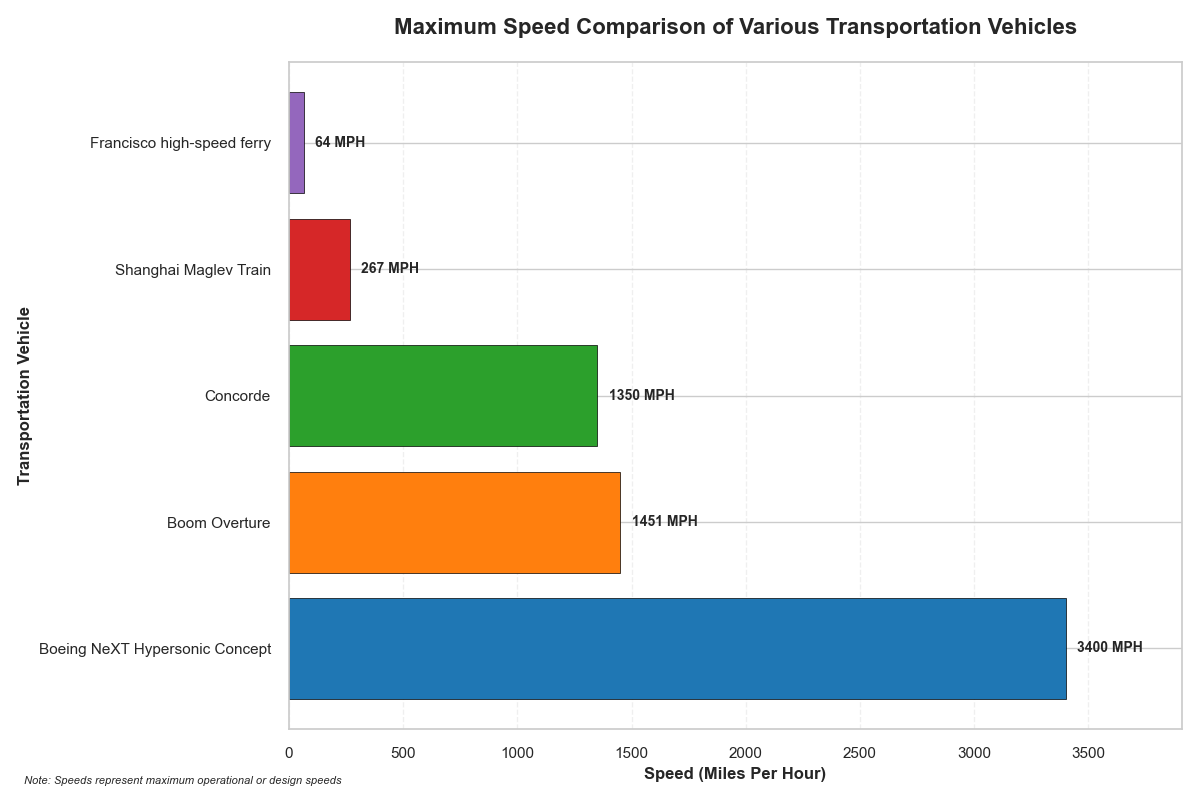 Maximum Speed Comparison of Various Transportation Vehicles
Transportation Vehicle
Francisco high-speed ferry
64 MPH
Shanghai Maglev Train
267 MPH
Concorde
1350 MPH
Boom Overture
1451 MPH
Boeing NeXT Hypersonic Concept
3400 MPH
0 500 1000 1500 2000 2500 3000 3500
Speed (Miles Per Hour)
Note: Speeds represent maximum operational or design speeds